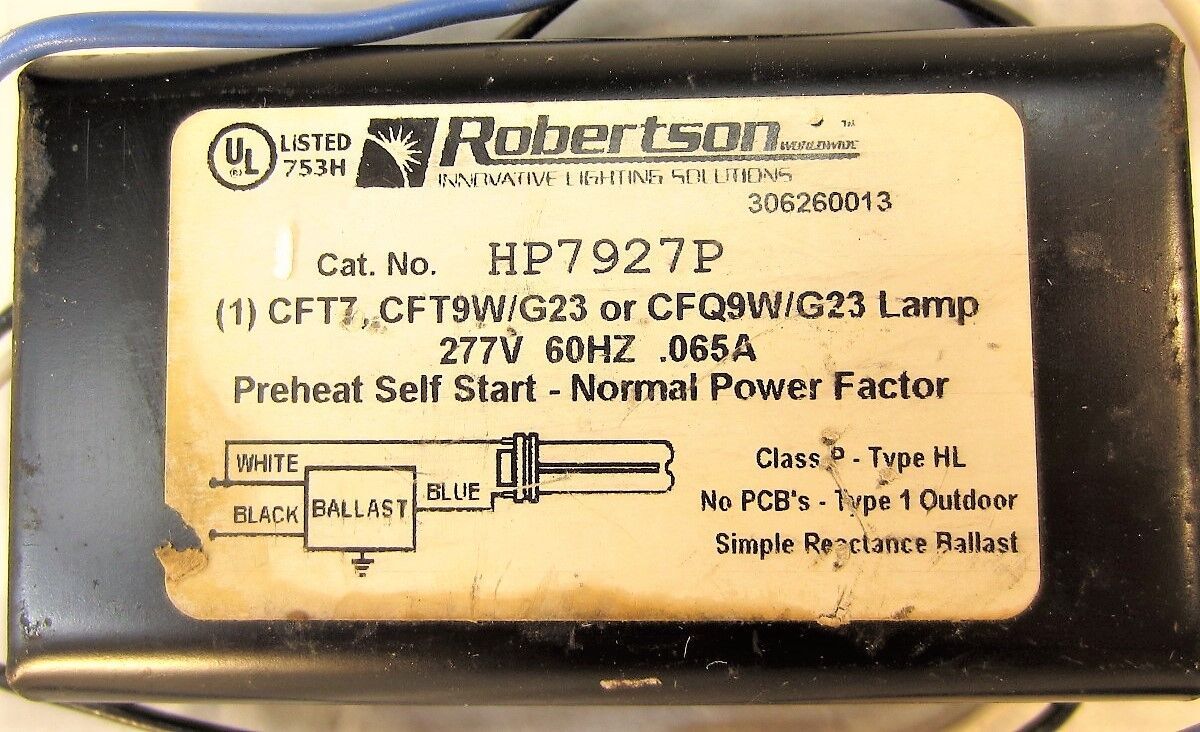 UL
®
LISTED
753H
Robertson
WORLDWIDE
TM
INNOVATIVE LIGHTING SOLUTIONS
306260013
Cat. No. HP7927P
(1) CFT7, CFT9W/G23 or CFQ9W/G23 Lamp
277V 60HZ .065A
Preheat Self Start - Normal Power Factor
WHITE
BLACK
BALLAST
BLUE
Class P - Type HL
No PCB's - Type 1 Outdoor
Simple Reactance Ballast